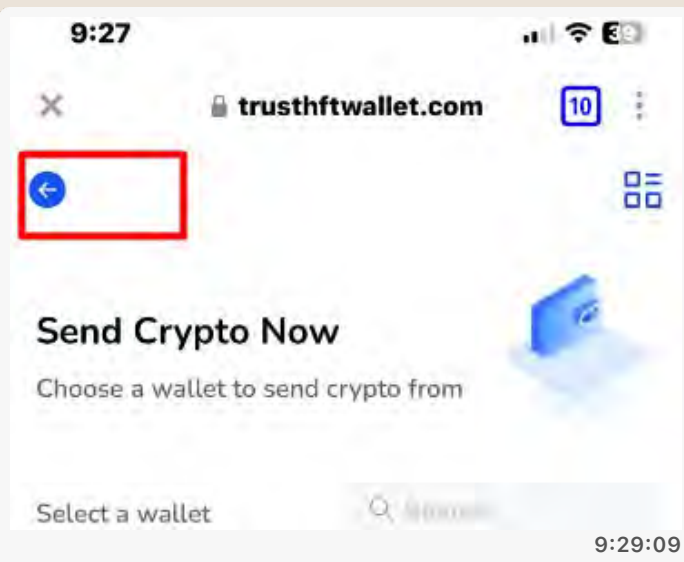 9:27
trusthftwallet.com 10
Send Crypto Now
Choose a wallet to send crypto from
Select a wallet
9:29:09